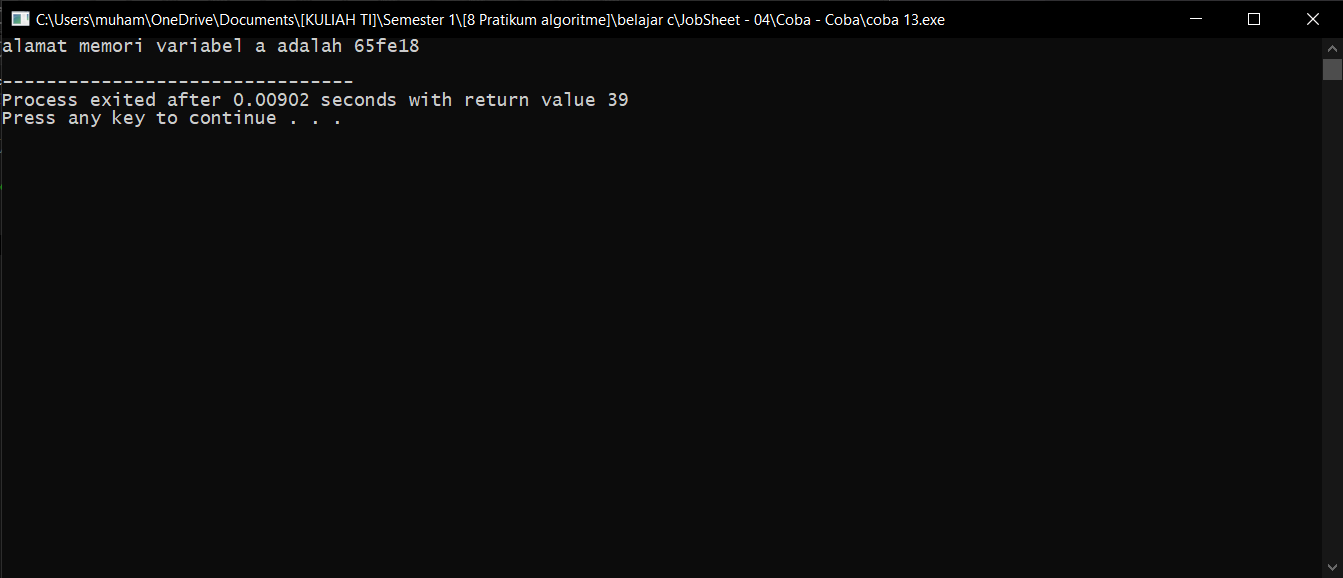 C:\Users\muham\OneDrive\Documents\[KULIAH TI]\Semester 1\[8 Pratikum algoritme]\belajar c\JobSheet - 04\Coba - Coba\coba 13.exe
alamat memori variabel a adalah 65fe18
--------------------------------
Process exited after 0.00902 seconds with return value 39
Press any key to continue . . .